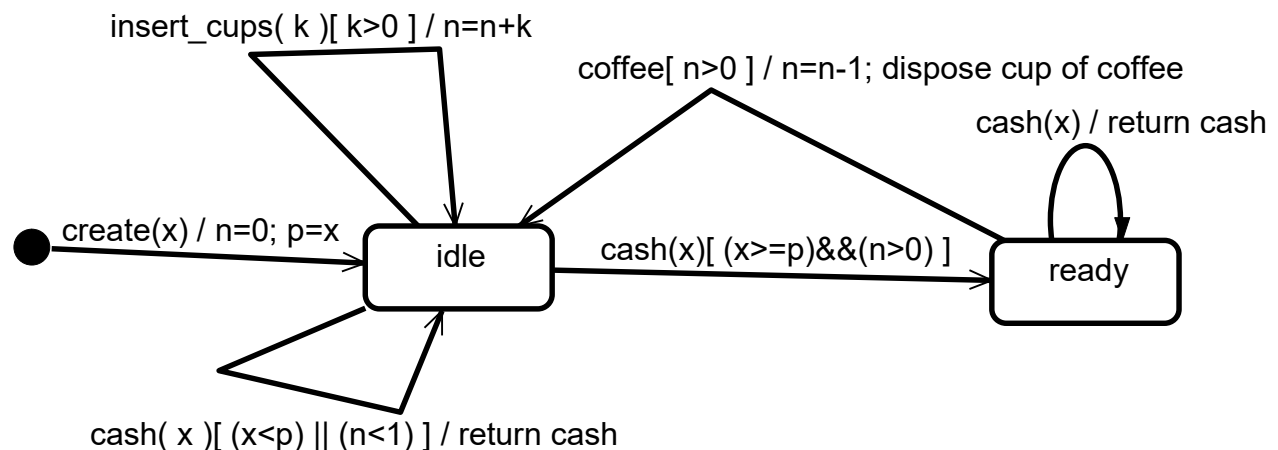 insert_cups( k )[ k>0 ] / n=n+k
coffee[ n>0 ] / n=n-1; dispose cup of coffee
cash(x) / return cash
create(x) / n=0; p=x
idle
cash(x)[ (x>=p)&&(n>0) ]
ready
cash( x )[ (x<p) || (n<1) ] / return cash